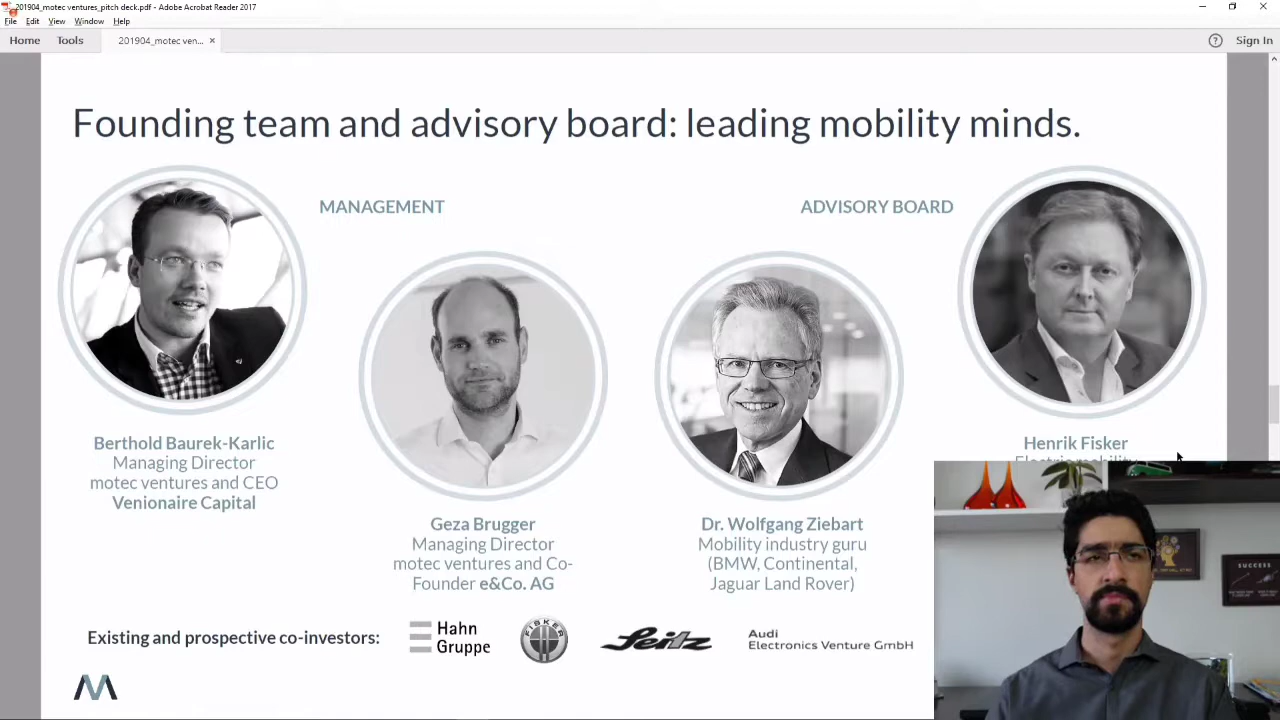 201904_motec ventures_pitch deck.pdf - Adobe Acrobat Reader 2017
File Edit View Window Help
Home Tools 201904_motec ven... × Sign In
Founding team and advisory board: leading mobility minds.
MANAGEMENT
ADVISORY BOARD
Berthold Baurek-Karlic
Managing Director
motec ventures and CEO
Venionaire Capital
Geza Brugger
Managing Director
motec ventures and Co-
Founder e&Co. AG
Dr. Wolfgang Ziebart
Mobility industry guru
(BMW, Continental,
Jaguar Land Rover)
Henrik Fisker
Existing and prospective co-investors:
Hahn
Gruppe
FISKER
Seitz
Audi
Electronics Venture GmbH
SUCCESS